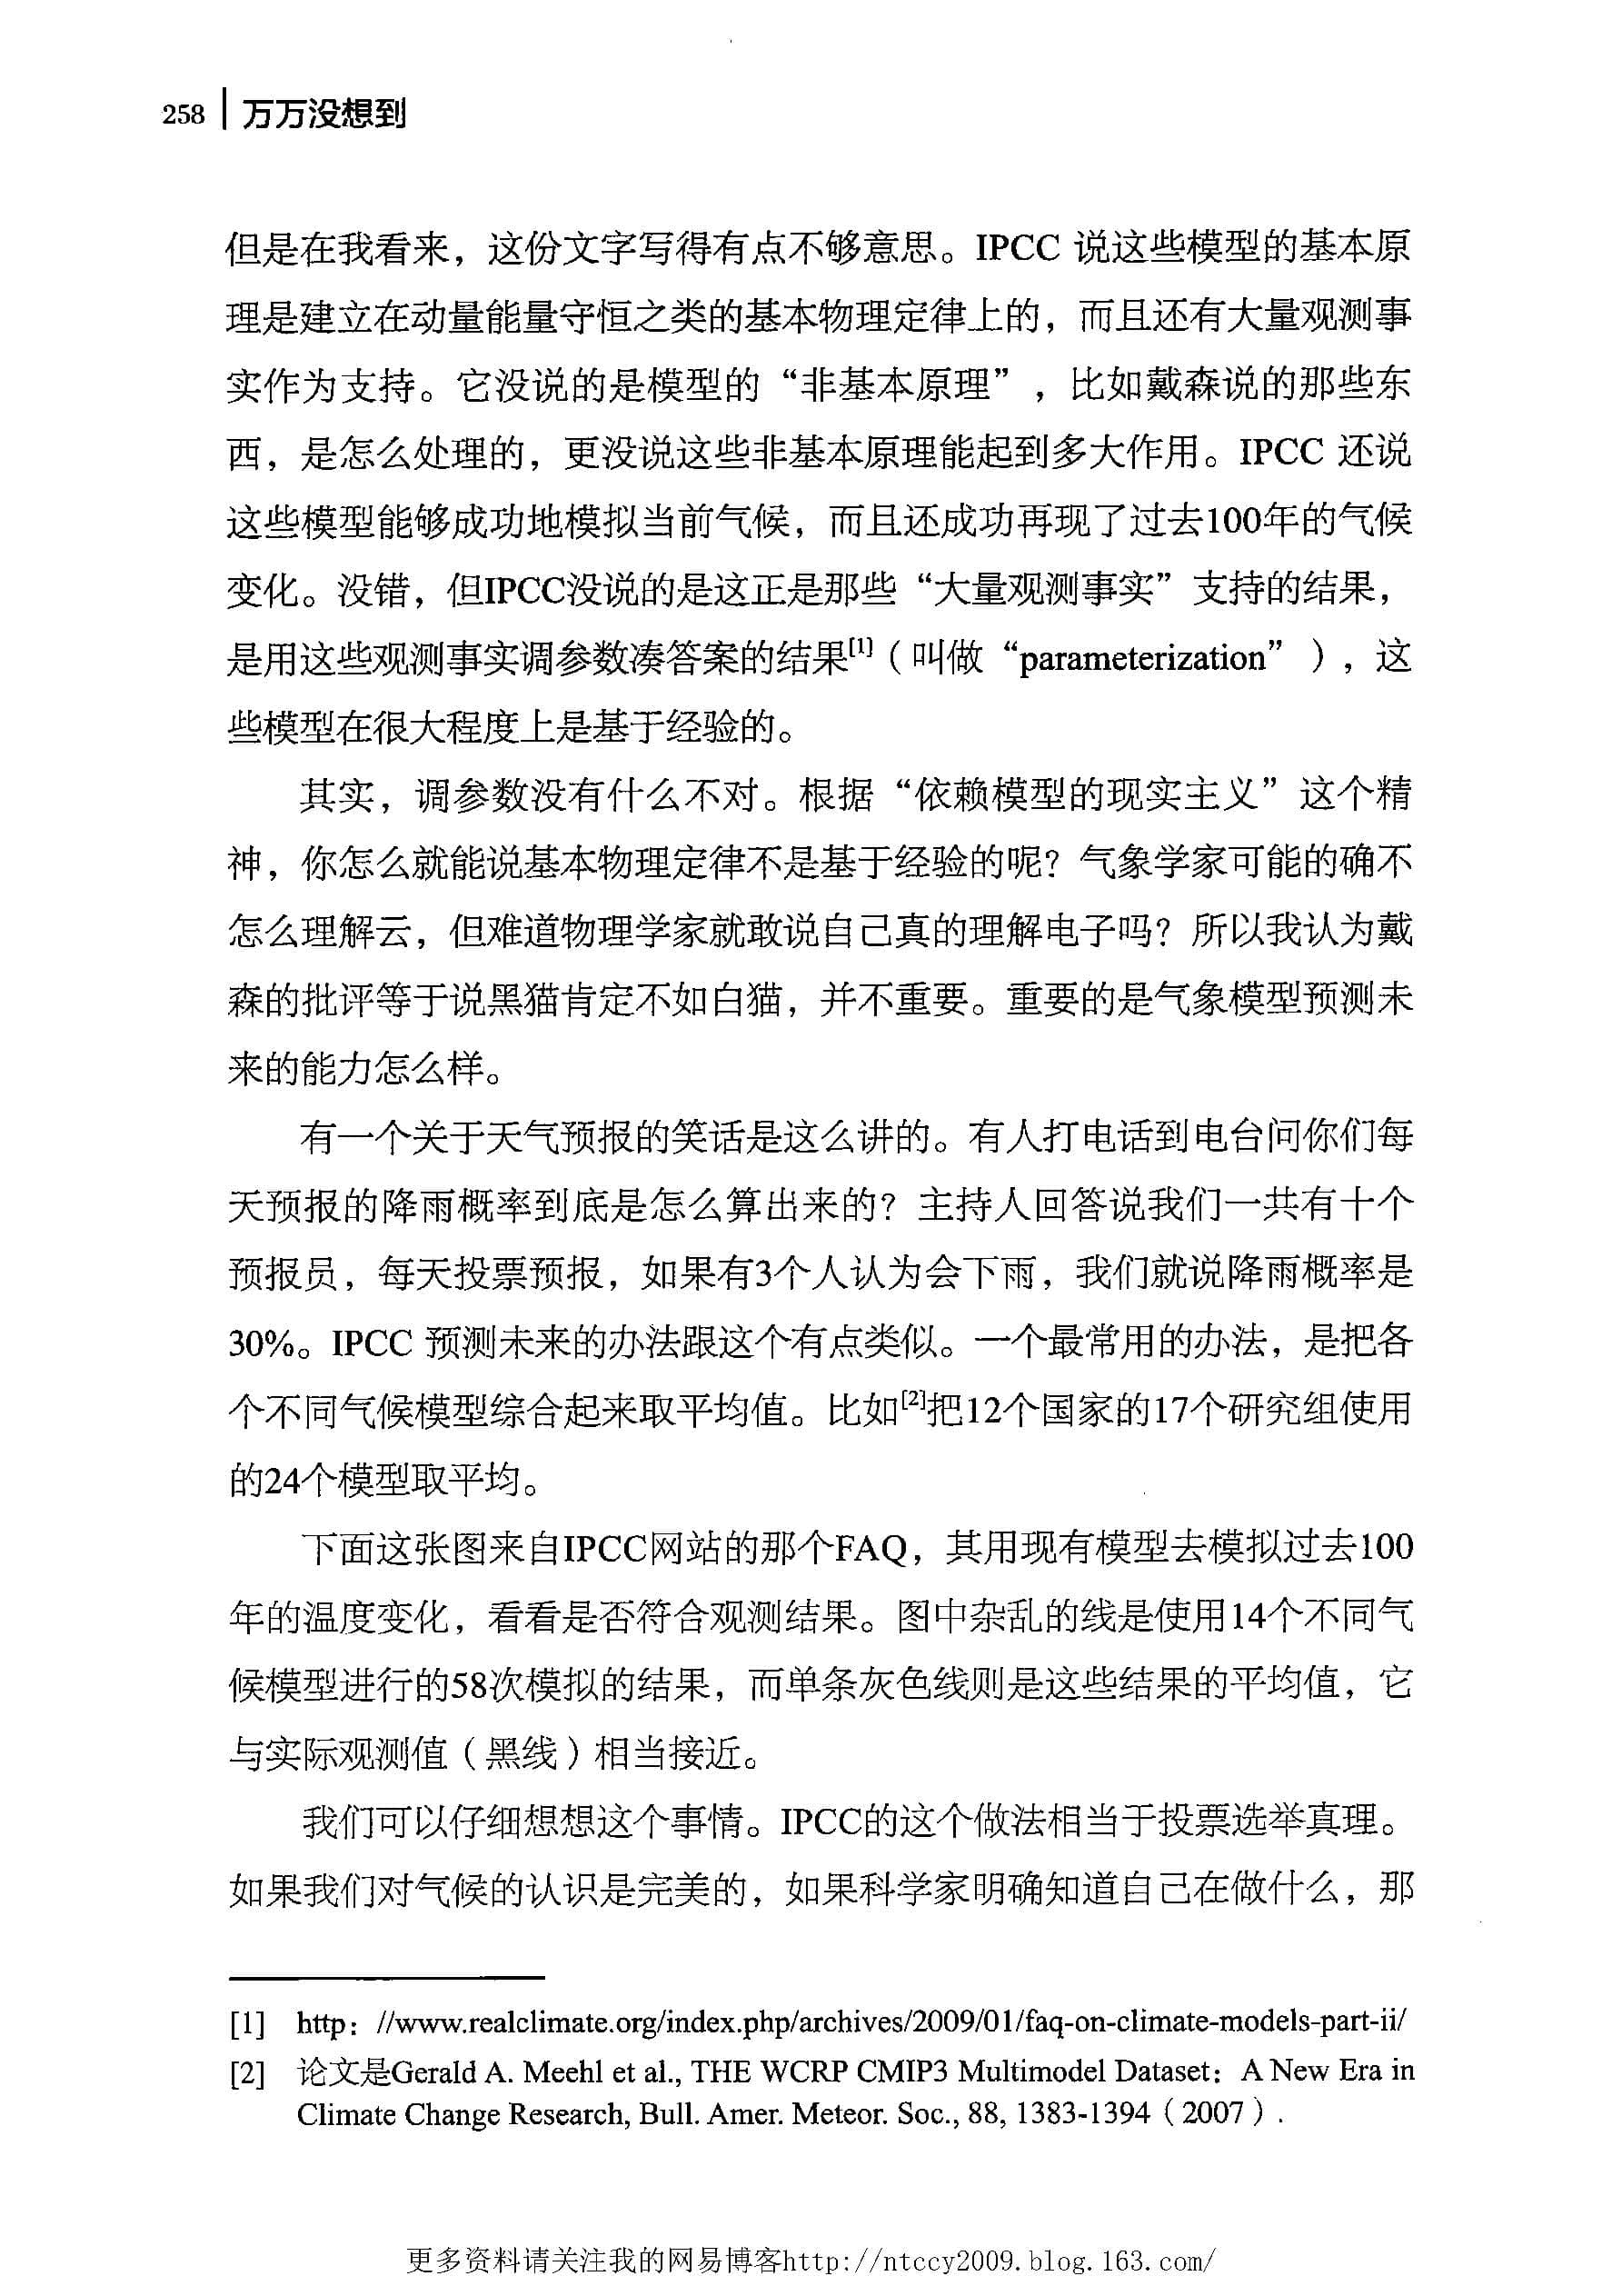 258 万万没想到
但是在我看来，这份文字写得有点不够意思。IPCC 说这些模型的基本原
理是建立在动量能量守恒之类的基本物理定律上的，而且还有大量观测事
实作为支持。它没说的是模型的“非基本原理”，比如戴森说的那些东
西，是怎么处理的，更没说这些非基本原理能起到多大作用。IPCC 还说
这些模型能够成功地模拟当前气候，而且还成功再现了过去100年的气候
变化。没错，但IPCC没说的是这正是那些“大量观测事实”支持的结果，
是用这些观测事实调参数凑答案的结果[1]（叫做“parameterization”），这
些模型在很大程度上是基于经验的。
其实，调参数没有什么不对。根据“依赖模型的现实主义”这个精
神，你怎么就能说基本物理定律不是基于经验的呢？气象学家可能的确不
怎么理解云，但难道物理学家就敢说自己真的理解电子吗？所以我认为戴
森的批评等于说黑猫肯定不如白猫，并不重要。重要的是气象模型预测未
来的能力怎么样。
有一个关于天气预报的笑话是这么讲的。有人打电话到电台问你们每
天预报的降雨概率到底是怎么算出来的？主持人回答说我们一共有十个
预报员，每天投票预报，如果有3个人认为会下雨，我们就说降雨概率是
30%。IPCC 预测未来的办法跟这个有点类似。一个最常用的办法，是把各
个不同气候模型综合起来取平均值。比如[2]把12个国家的17个研究组使用
的24个模型取平均。
下面这张图来自IPCC网站的那个FAQ，其用现有模型去模拟过去100
年的温度变化，看看是否符合观测结果。图中杂乱的线是使用14个不同气
候模型进行的58次模拟的结果，而单条灰色线则是这些结果的平均值，它
与实际观测值（黑线）相当接近。
我们可以仔细想想这个事情。IPCC的这个做法相当于投票选举真理。
如果我们对气候的认识是完美的，如果科学家明确知道自己在做什么，那
[1] http：//www.realclimate.org/index.php/archives/2009/01/faq-on-climate-models-part-ii/
[2] 论文是Gerald A. Meehl et al., THE WCRP CMIP3 Multimodel Dataset：A New Era in
Climate Change Research, Bull. Amer. Meteor. Soc., 88, 1383-1394（2007）.
更多资料请关注我的网易博客http://ntccy2009.blog.163.com/